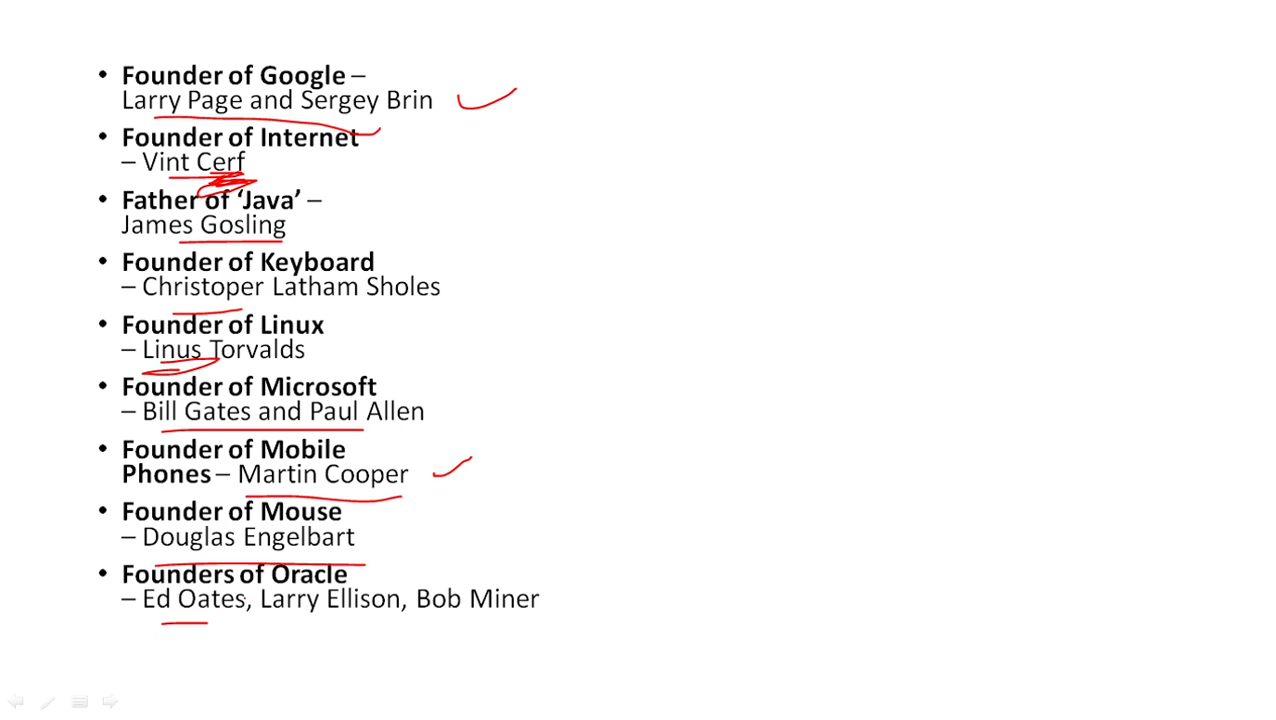 • Founder of Google –
Larry Page and Sergey Brin
• Founder of Internet
– Vint Cerf
• Father of ‘Java’ –
James Gosling
• Founder of Keyboard
– Christoper Latham Sholes
• Founder of Linux
– Linus Torvalds
• Founder of Microsoft
– Bill Gates and Paul Allen
• Founder of Mobile
Phones – Martin Cooper
• Founder of Mouse
– Douglas Engelbart
• Founders of Oracle
– Ed Oates, Larry Ellison, Bob Miner